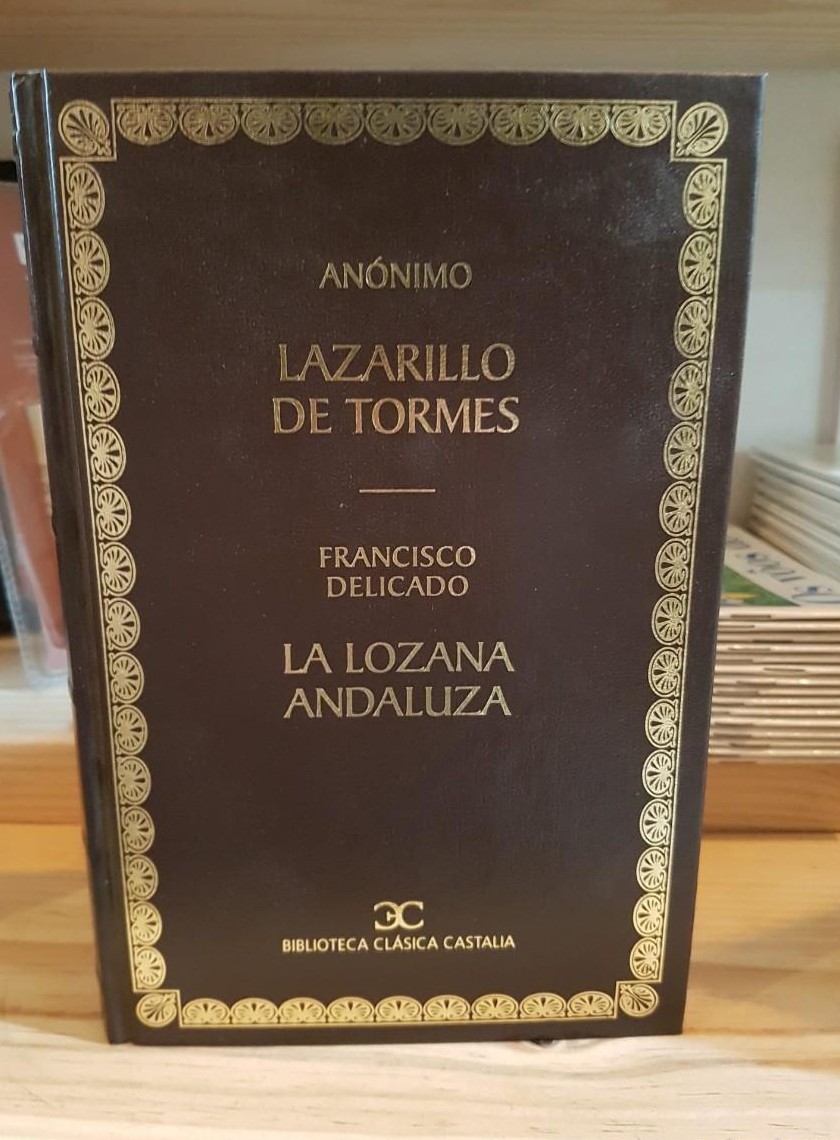 ANÓNIMO
LAZARILLO
DE TORMES
FRANCISCO
DELICADO
LA LOZANA
ANDALUZA
BIBLIOTECA CLÁSICA CASTALIA